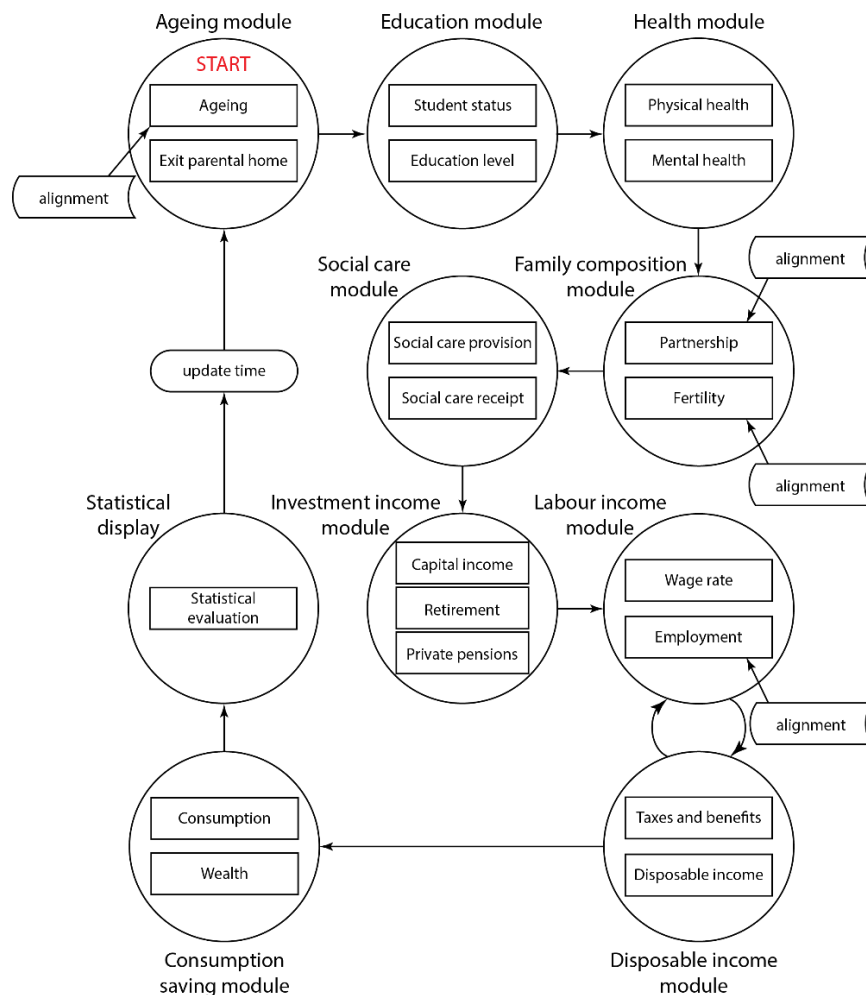 Ageing module
START
Ageing
Exit parental home
alignment
Education module
Student status
Education level
Health module
Physical health
Mental health
Social care
module
Social care provision
Social care receipt
Family composition
module
alignment
Partnership
Fertility
alignment
update time
Statistical
display
Statistical
evaluation
Investment income
module
Capital income
Retirement
Private pensions
Labour income
module
Wage rate
Employment
alignment
Consumption
Wealth
Consumption
saving module
Taxes and benefits
Disposable income
Disposable income
module